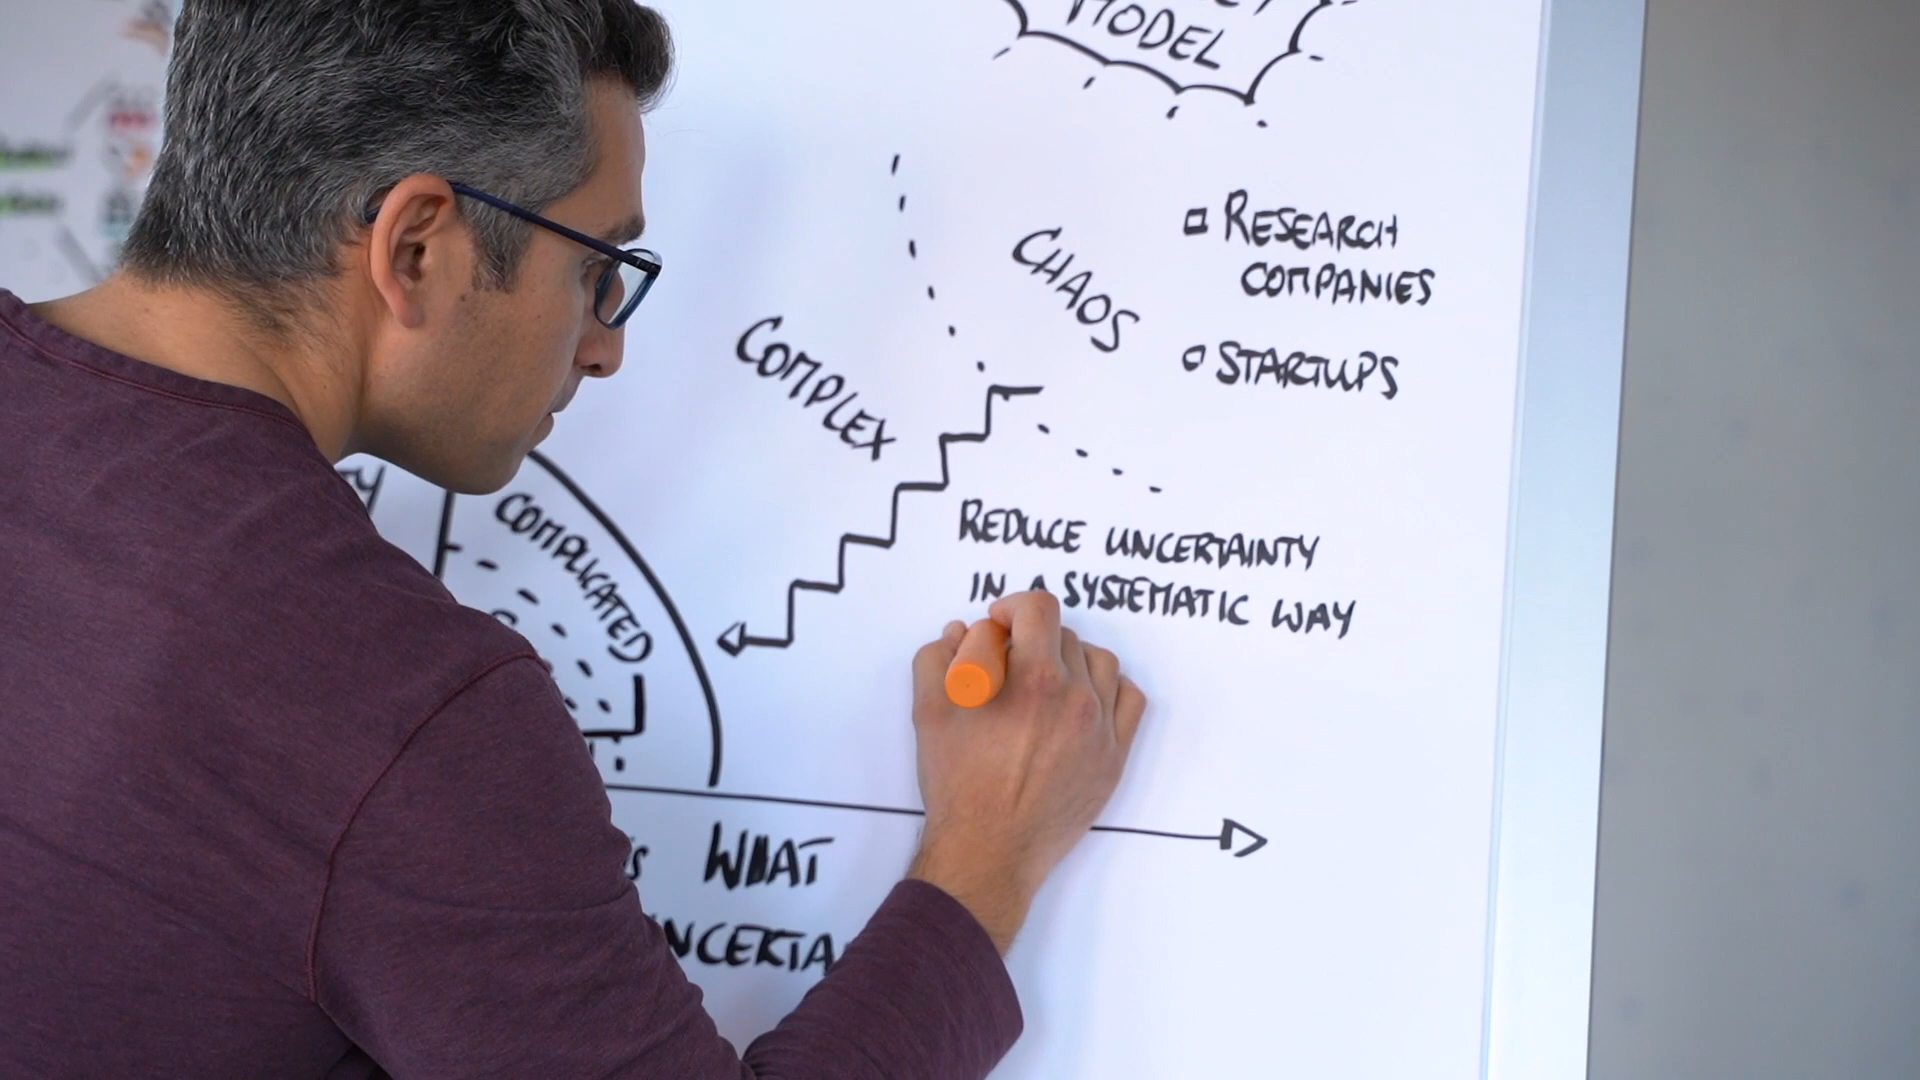 MODEL
CHAOS
RESEARCH
COMPANIES
STARTUPS
COMPLEX
COMPLICATED
REDUCE UNCERTAINTY
IN A SYSTEMATIC WAY
WHAT